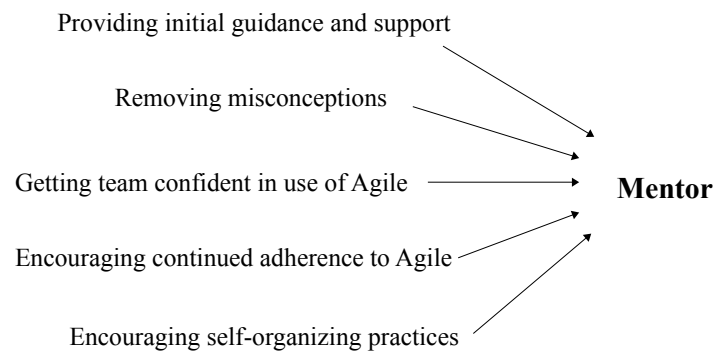 Providing initial guidance and support
Removing misconceptions
Getting team confident in use of Agile
Mentor
Encouraging continued adherence to Agile
Encouraging self-organizing practices